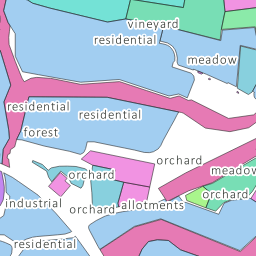 vineyard
residential
meadow
residential
residential
forest
orchard
orchard
meadow
orchard
industrial
orchard
allotments
residential